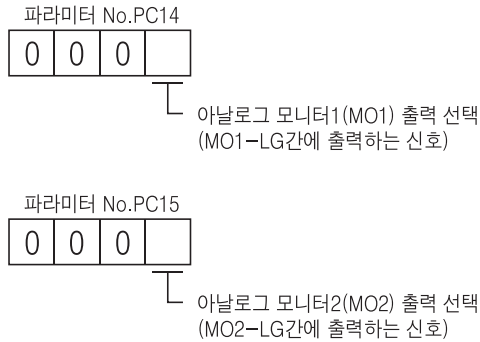 파라미터 No.PC14
0 0 0
아날로그 모니터1(MO1) 출력 선택
(MO1-LG간에 출력하는 신호)
파라미터 No.PC15
0 0 0
아날로그 모니터2(MO2) 출력 선택
(MO2-LG간에 출력하는 신호)